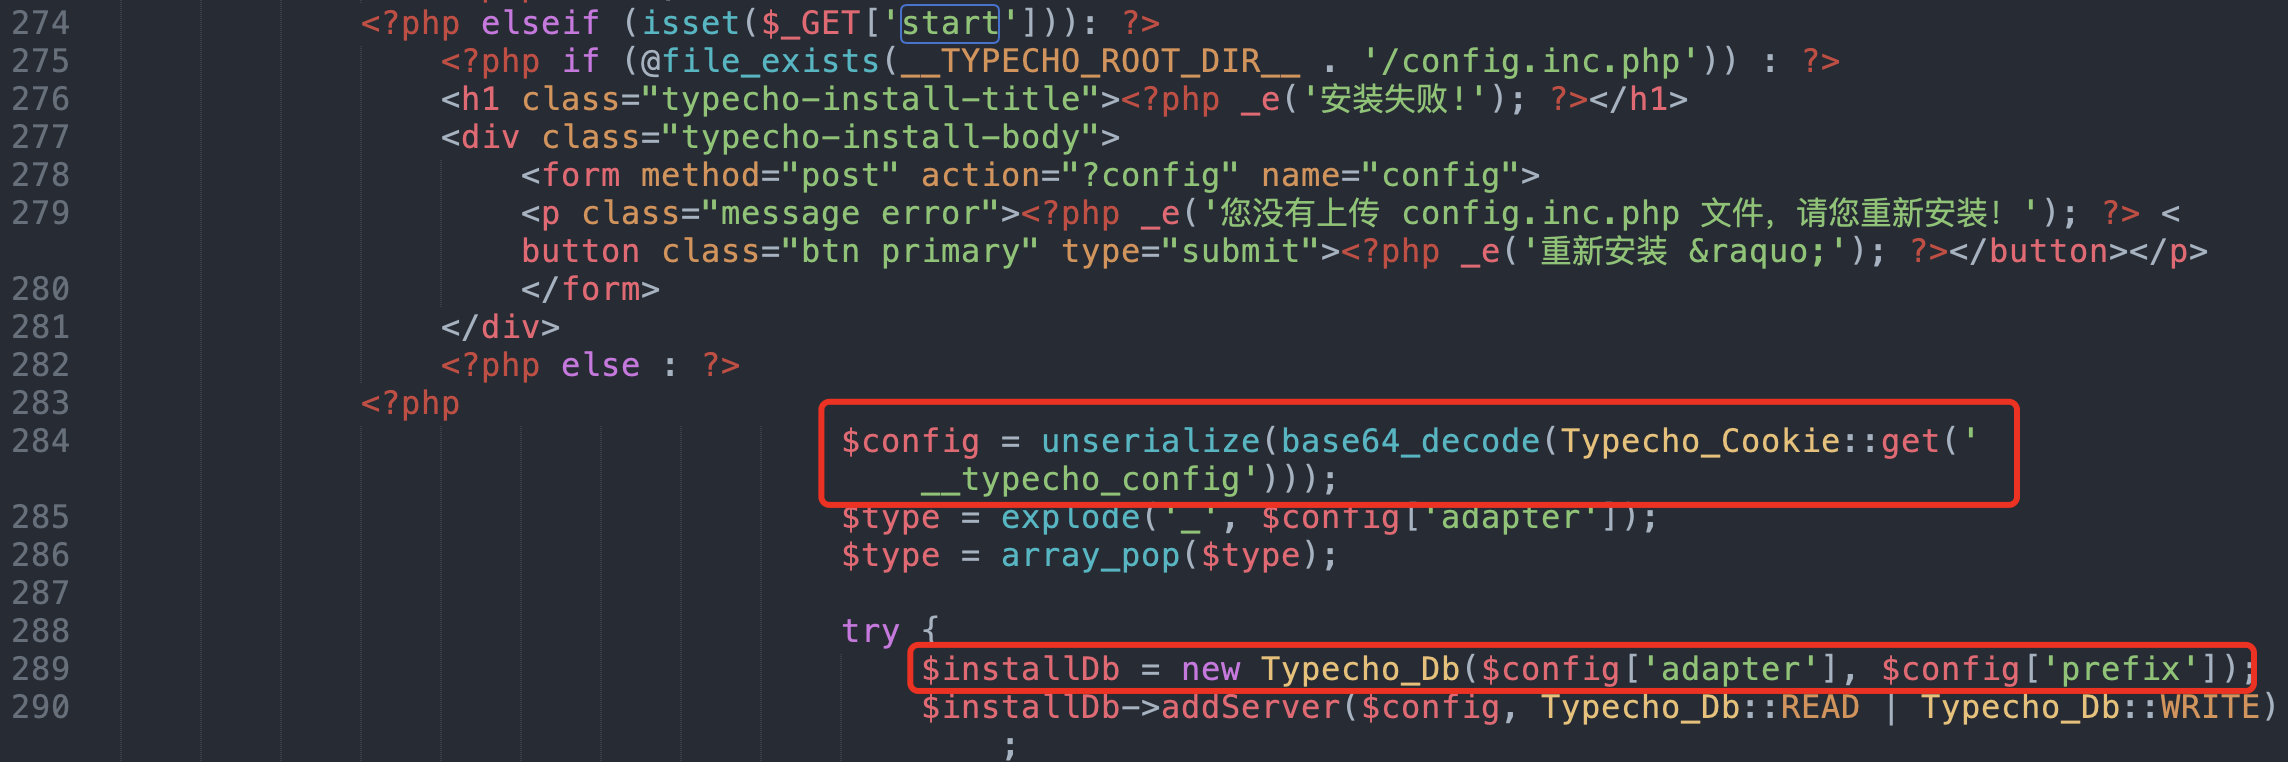 274 <?php elseif (isset($_GET['start'])): ?>
275 <?php if (@file_exists(__TYPECHO_ROOT_DIR__ . '/config.inc.php')) : ?>
276 <h1 class="typecho-install-title"><?php _e('安装失败!'); ?></h1>
277 <div class="typecho-install-body">
278 <form method="post" action="?config" name="config">
279 <p class="message error"><?php _e('您没有上传 config.inc.php 文件，请您重新安装！'); ?> <
button class="btn primary" type="submit"><?php _e('重新安装 &raquo;'); ?></button></p>
280 </form>
281 </div>
282 <?php else : ?>
283 <?php
284 $config = unserialize(base64_decode(Typecho_Cookie::get('
__typecho_config')));
285 $type = explode('_', $config['adapter']);
286 $type = array_pop($type);
287
288 try {
289 $installDb = new Typecho_Db($config['adapter'], $config['prefix']);
290 $installDb->addServer($config, Typecho_Db::READ | Typecho_Db::WRITE)
;